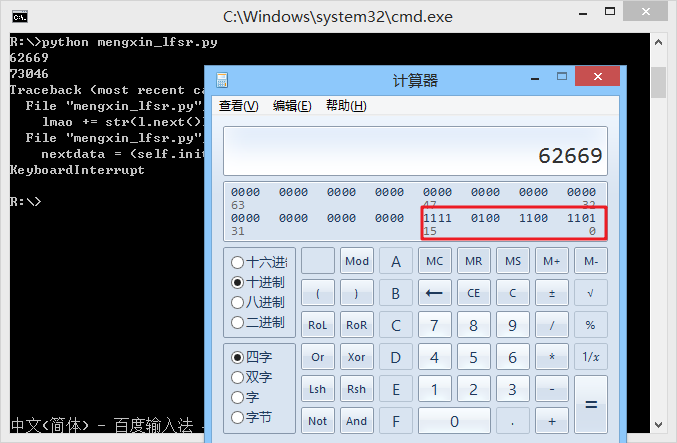 C:\Windows\system32\cmd.exe
R:\>python mengxin_lfsr.py
62669
73046
Traceback (most recent ca
File "mengxin_lfsr.py"
lmao += str(l.next()
File "mengxin_lfsr.py"
nextdata = (self.init
KeyboardInterrupt
R:\>
中文(简体) - 百度输入法
计算器
查看(V) 编辑(E) 帮助(H)
62669
0000 0000 0000 0000 0000 0000 0000 0000
63 47 32
0000 0000 0000 0000 1111 0100 1100 1101
31 15 0
十六进制 Mod A MC MR MS M+ M-
十进制 ( ) B ← CE C ± √
八进制
二进制 RoL RoR C 7 8 9 / %
四字 Or Xor D 4 5 6 * 1/x
双字
字 Lsh Rsh E 1 2 3 - =
字节 Not And F 0 . +